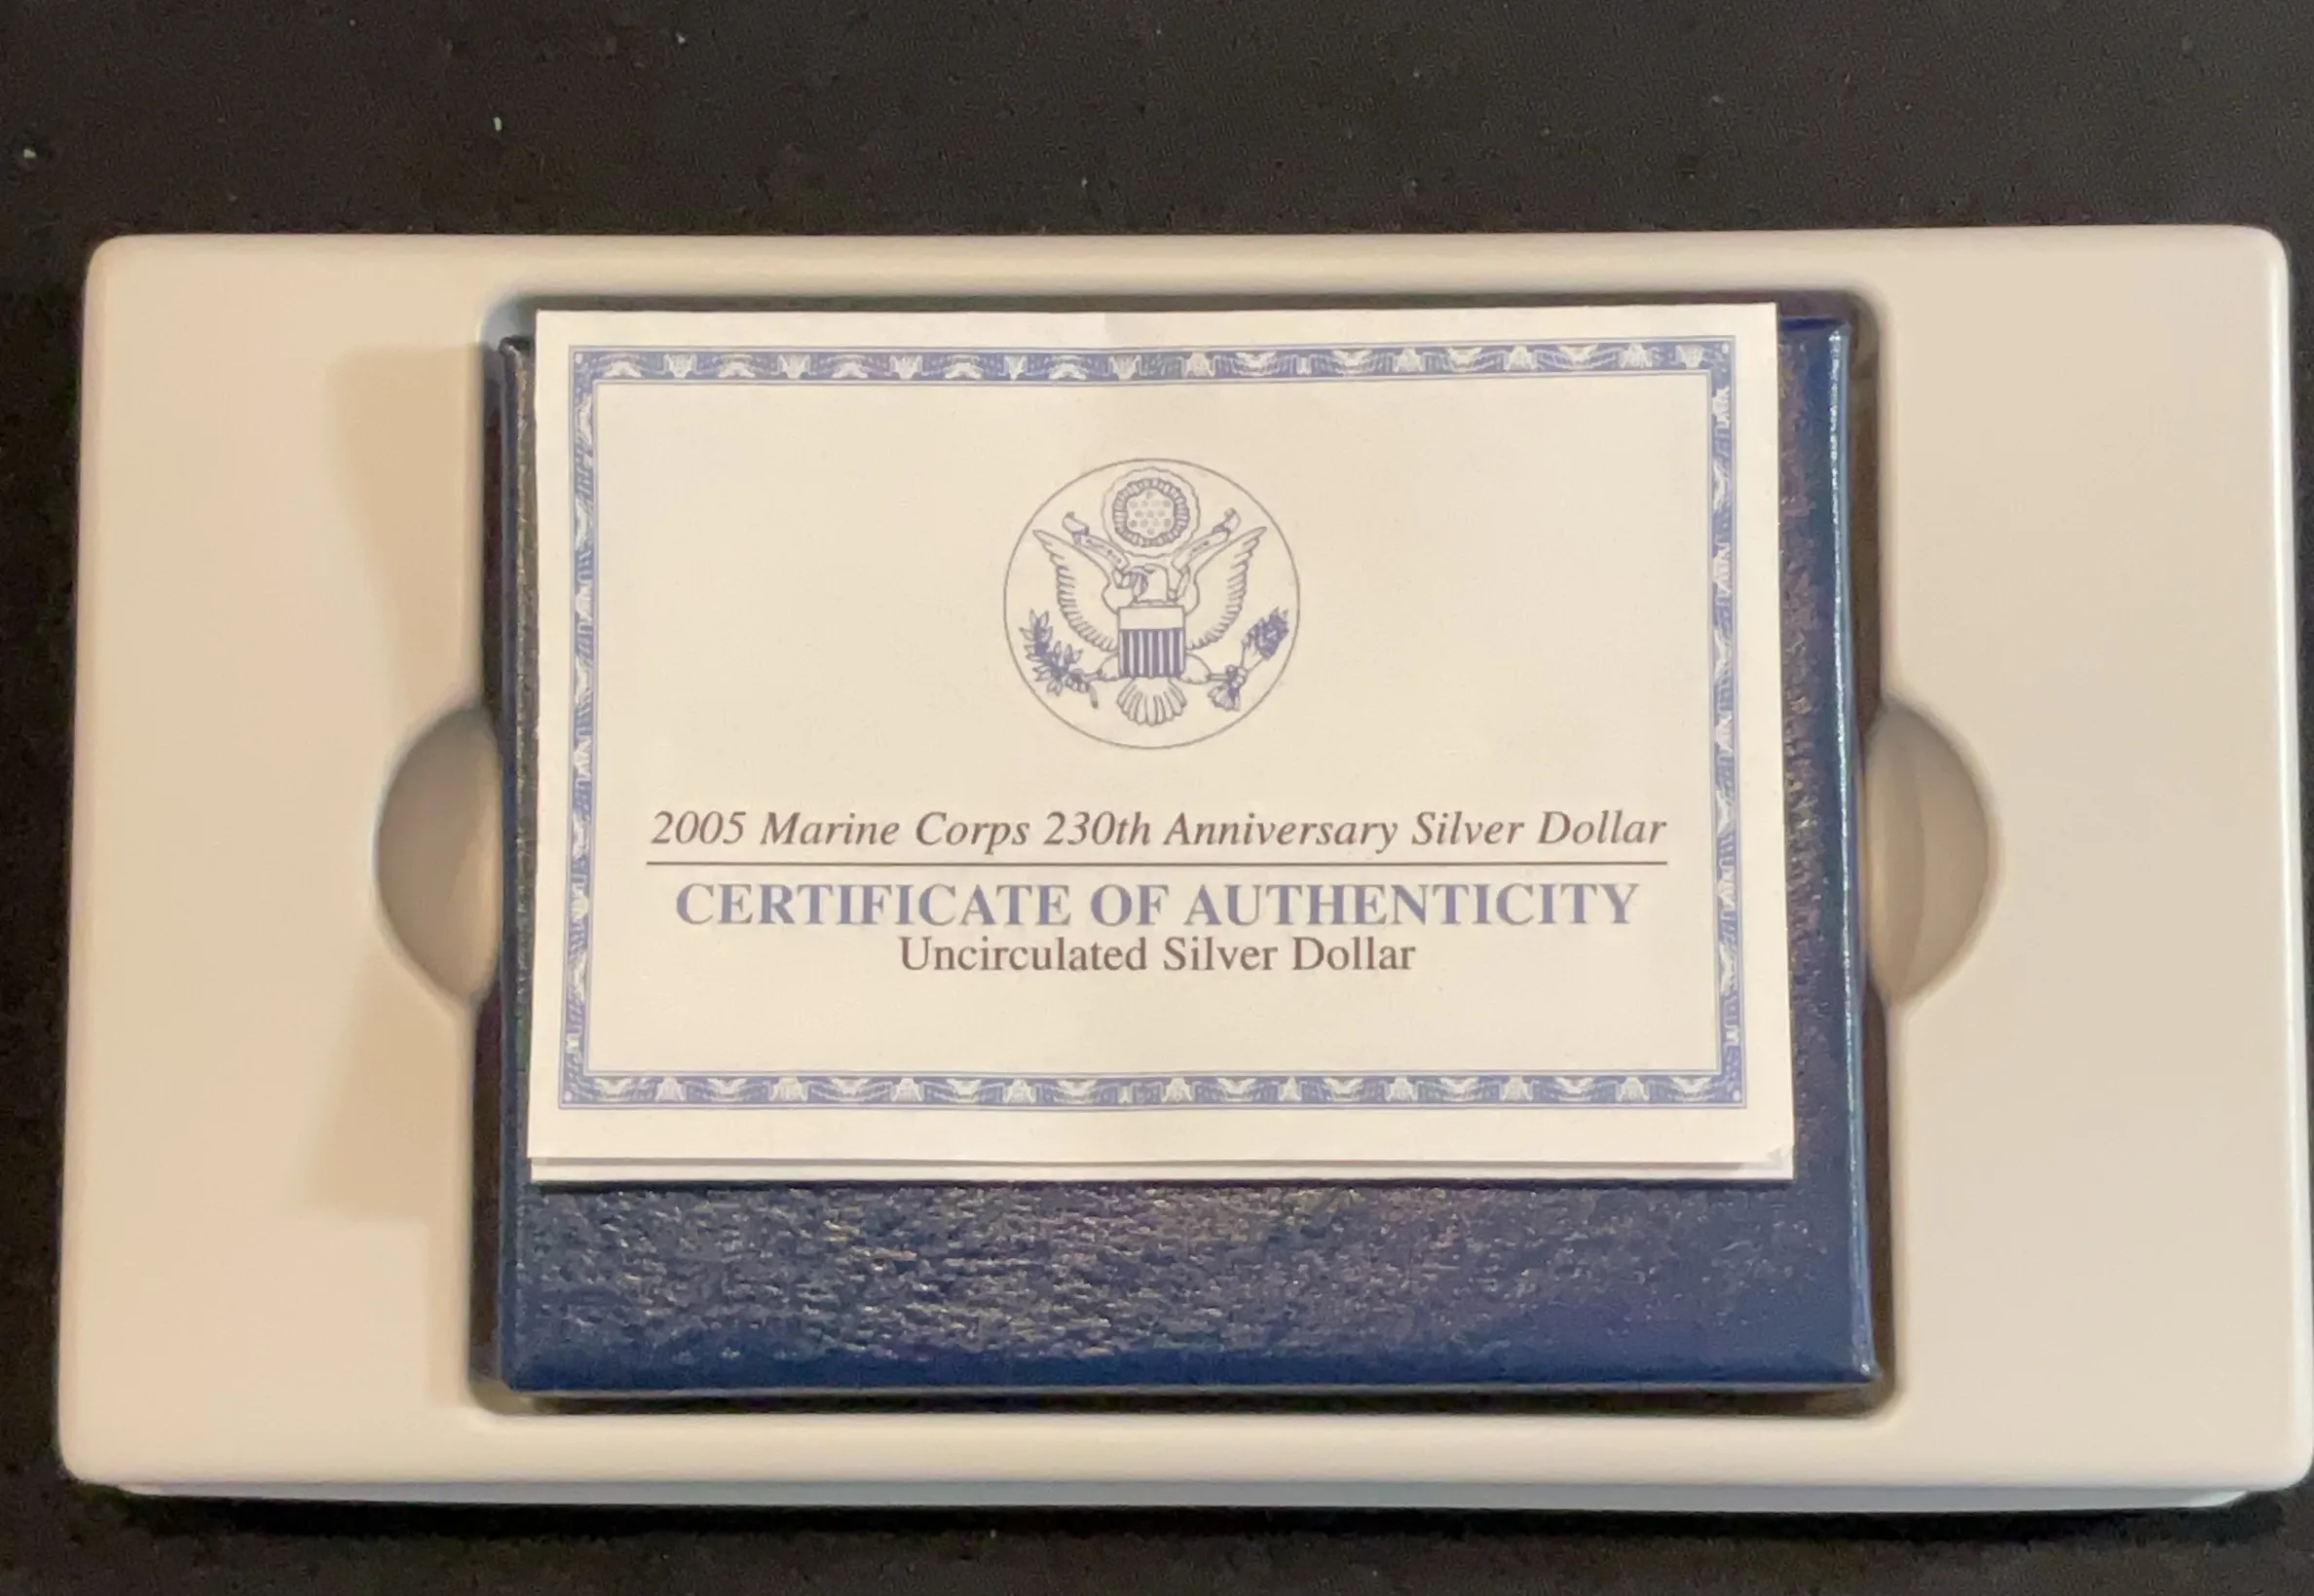 2005 Marine Corps 230th Anniversary Silver Dollar
CERTIFICATE OF AUTHENTICITY
Uncirculated Silver Dollar